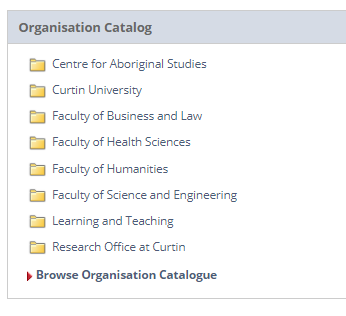 Organisation Catalog
Centre for Aboriginal Studies
Curtin University
Faculty of Business and Law
Faculty of Health Sciences
Faculty of Humanities
Faculty of Science and Engineering
Learning and Teaching
Research Office at Curtin
Browse Organisation Catalogue